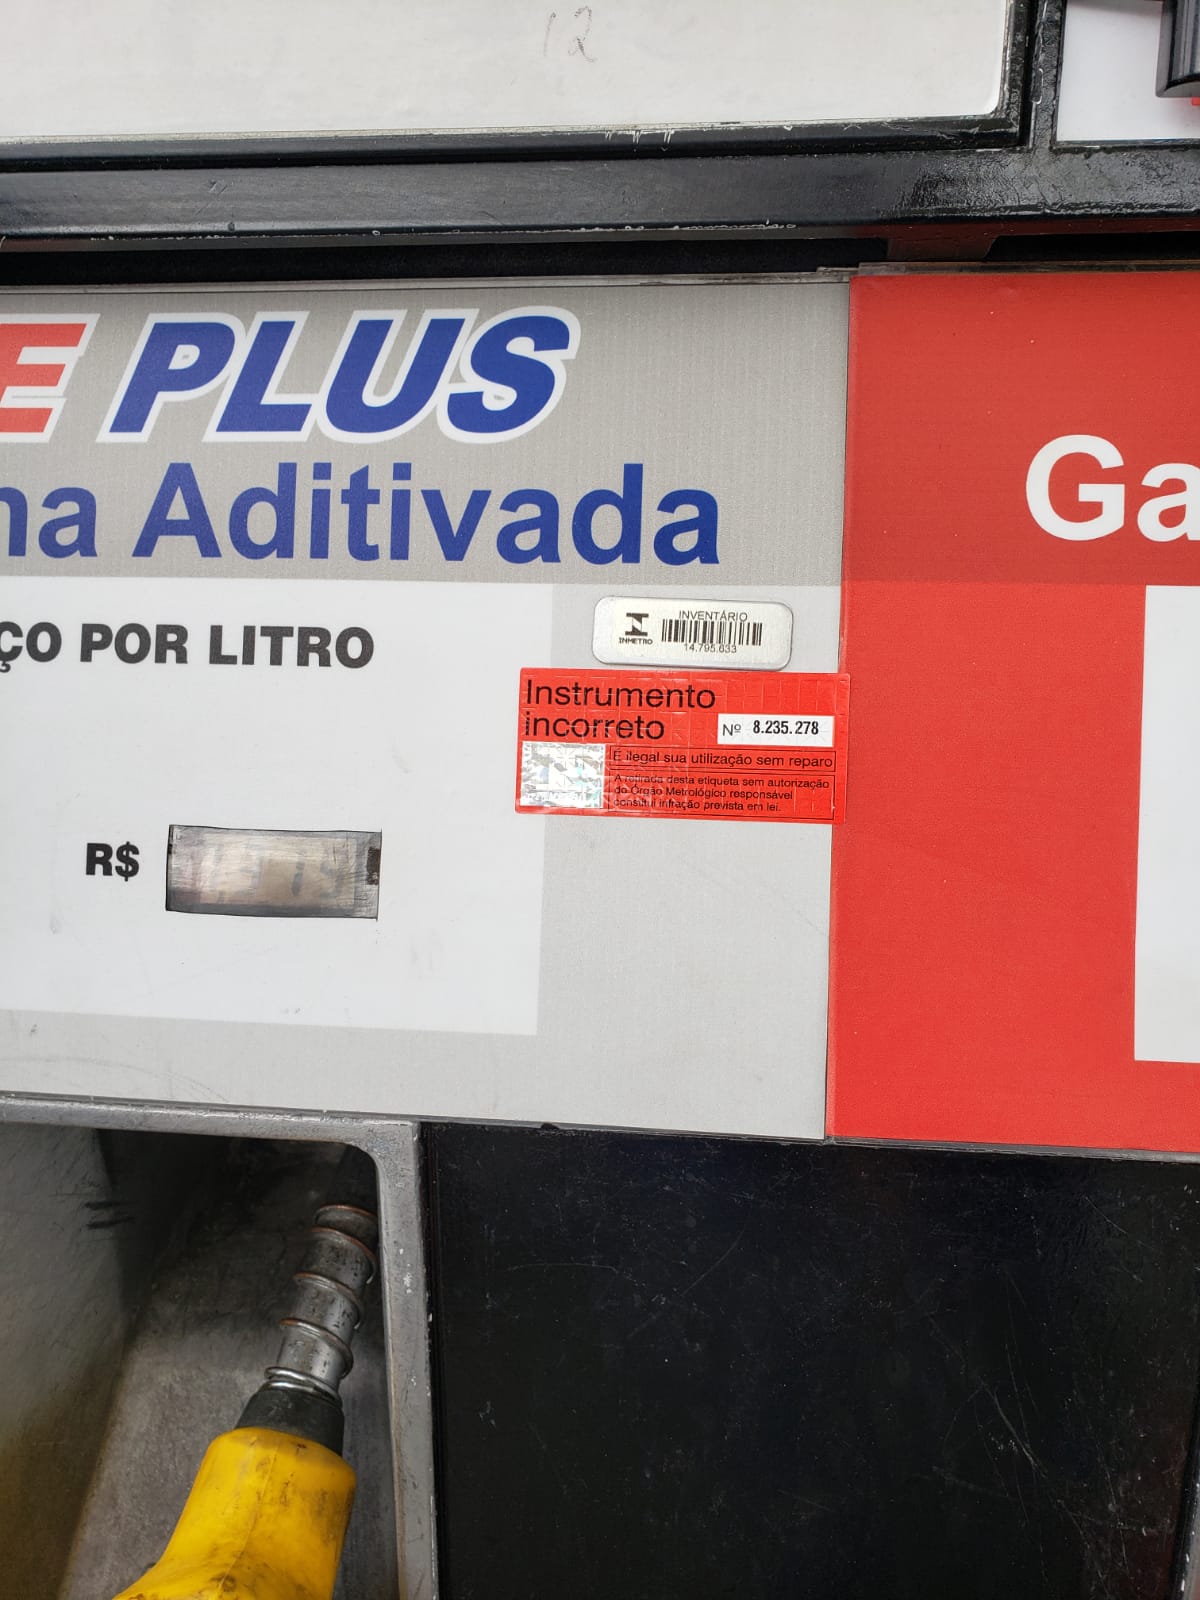 12
E PLUS
na Aditivada
Ga
INVENTÁRIO
INMETRO
14.795.633
ÇO POR LITRO
Instrumento
incorreto
Nº 8.235.278
É ilegal sua utilização sem reparo
A retirada desta etiqueta sem autorização
do Órgão Metrológico responsável
constitui infração prevista em lei.
R$